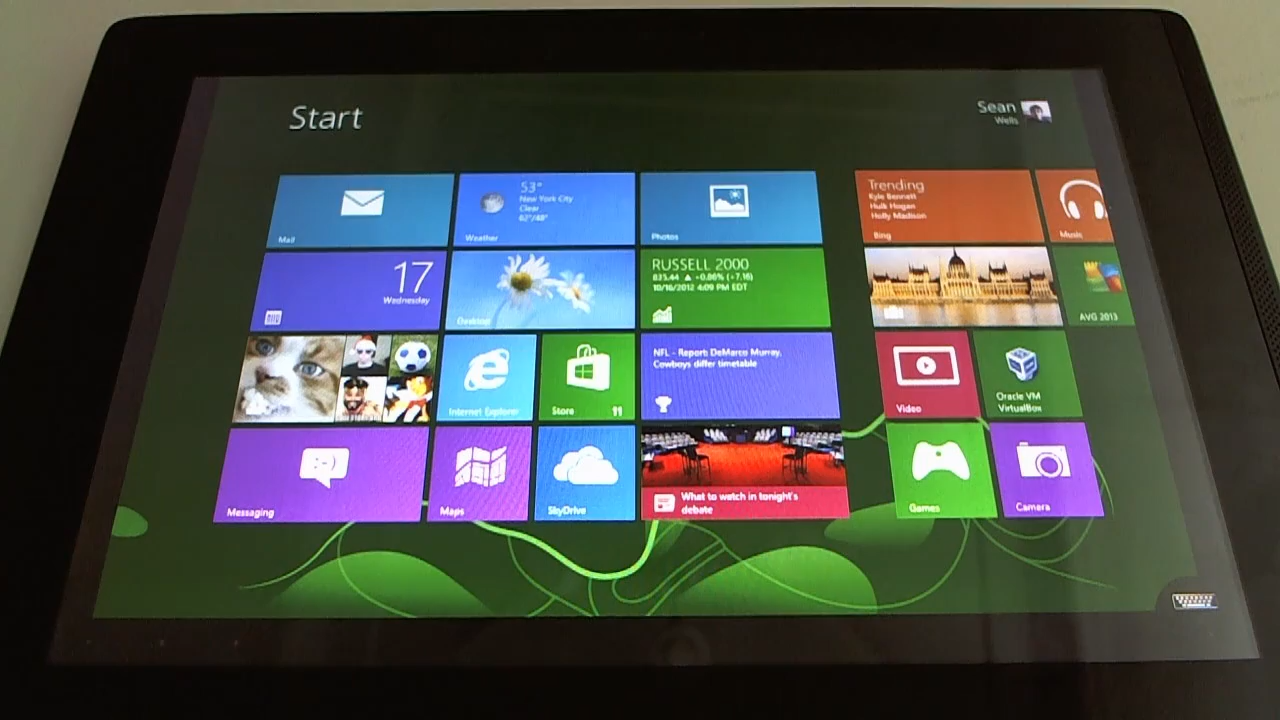 Start
Sean
Wells
Mail
53°
New York City
Clear
62°/48°
Weather
Photos
Trending
Kyle Bennett
Hulk Hogan
Holly Madison
Bing
Music
17
Wednesday
Desktop
RUSSELL 2000
835.44 ▲ +0.86% (+7.16)
10/16/2012 4:09 PM EDT
AVG 2013
Internet Explorer
Store
11
NFL - Report: DeMarco Murray,
Cowboys differ timetable
Video
Oracle VM
VirtualBox
Messaging
Maps
SkyDrive
What to watch in tonight's
debate
Games
Camera